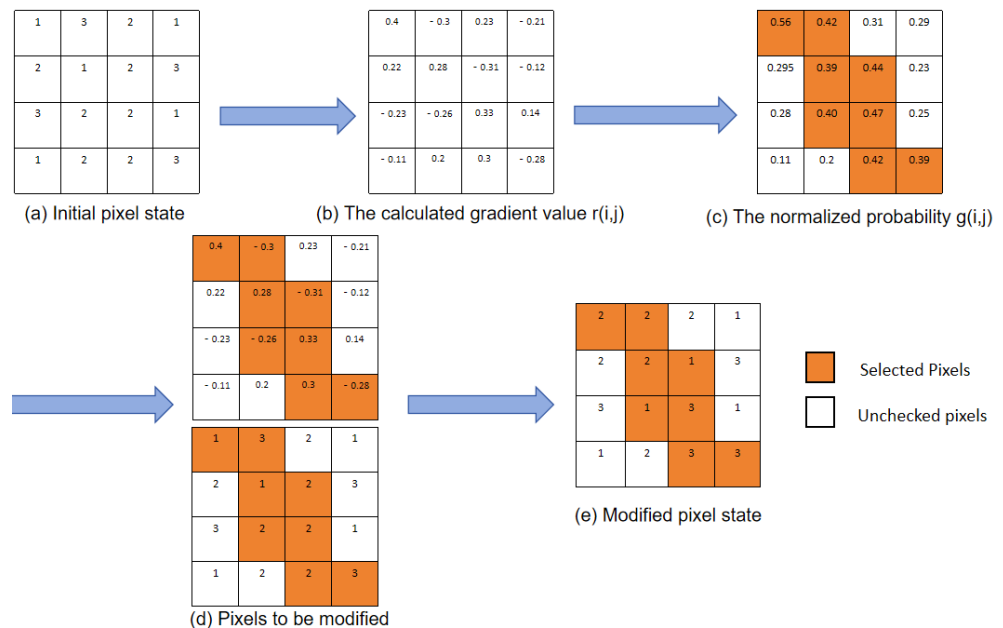 1 3 2 1
2 1 2 3
3 2 2 1
1 2 2 3
(a) Initial pixel state
0.4 - 0.3 0.23 - 0.21
0.22 0.28 - 0.31 - 0.12
- 0.23 - 0.26 0.33 0.14
- 0.11 0.2 0.3 - 0.28
(b) The calculated gradient value r(i,j)
0.56 0.42 0.31 0.29
0.295 0.39 0.44 0.23
0.28 0.40 0.47 0.25
0.11 0.2 0.42 0.39
(c) The normalized probability g(i,j)
0.4 - 0.3 0.23 - 0.21
0.22 0.28 - 0.31 - 0.12
- 0.23 - 0.26 0.33 0.14
- 0.11 0.2 0.3 - 0.28
1 3 2 1
2 1 2 3
3 2 2 1
1 2 2 3
(d) Pixels to be modified
2 2 2 1
2 2 1 3
3 1 3 1
1 2 3 3
(e) Modified pixel state
Selected Pixels
Unchecked pixels